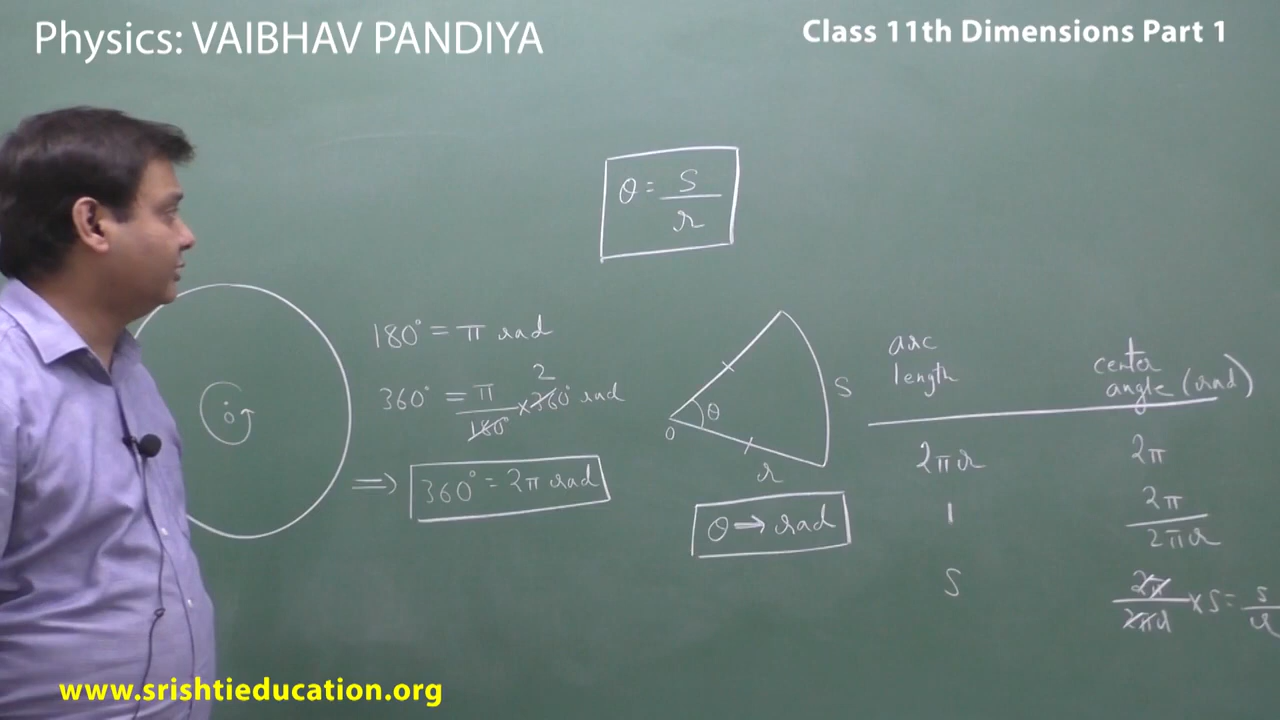 Physics: VAIBHAV PANDIYA
Class 11th Dimensions Part 1
θ = s/r
O
180° = π rad
360° = π/180° × 360° rad
2
⇒ 360° = 2π rad
O
θ
S
r
θ → rad
arc length
center angle (rad)
2πr 2π
1 2π/2πr
S 2π/2πr × S = s/r
www.srishtieducation.org